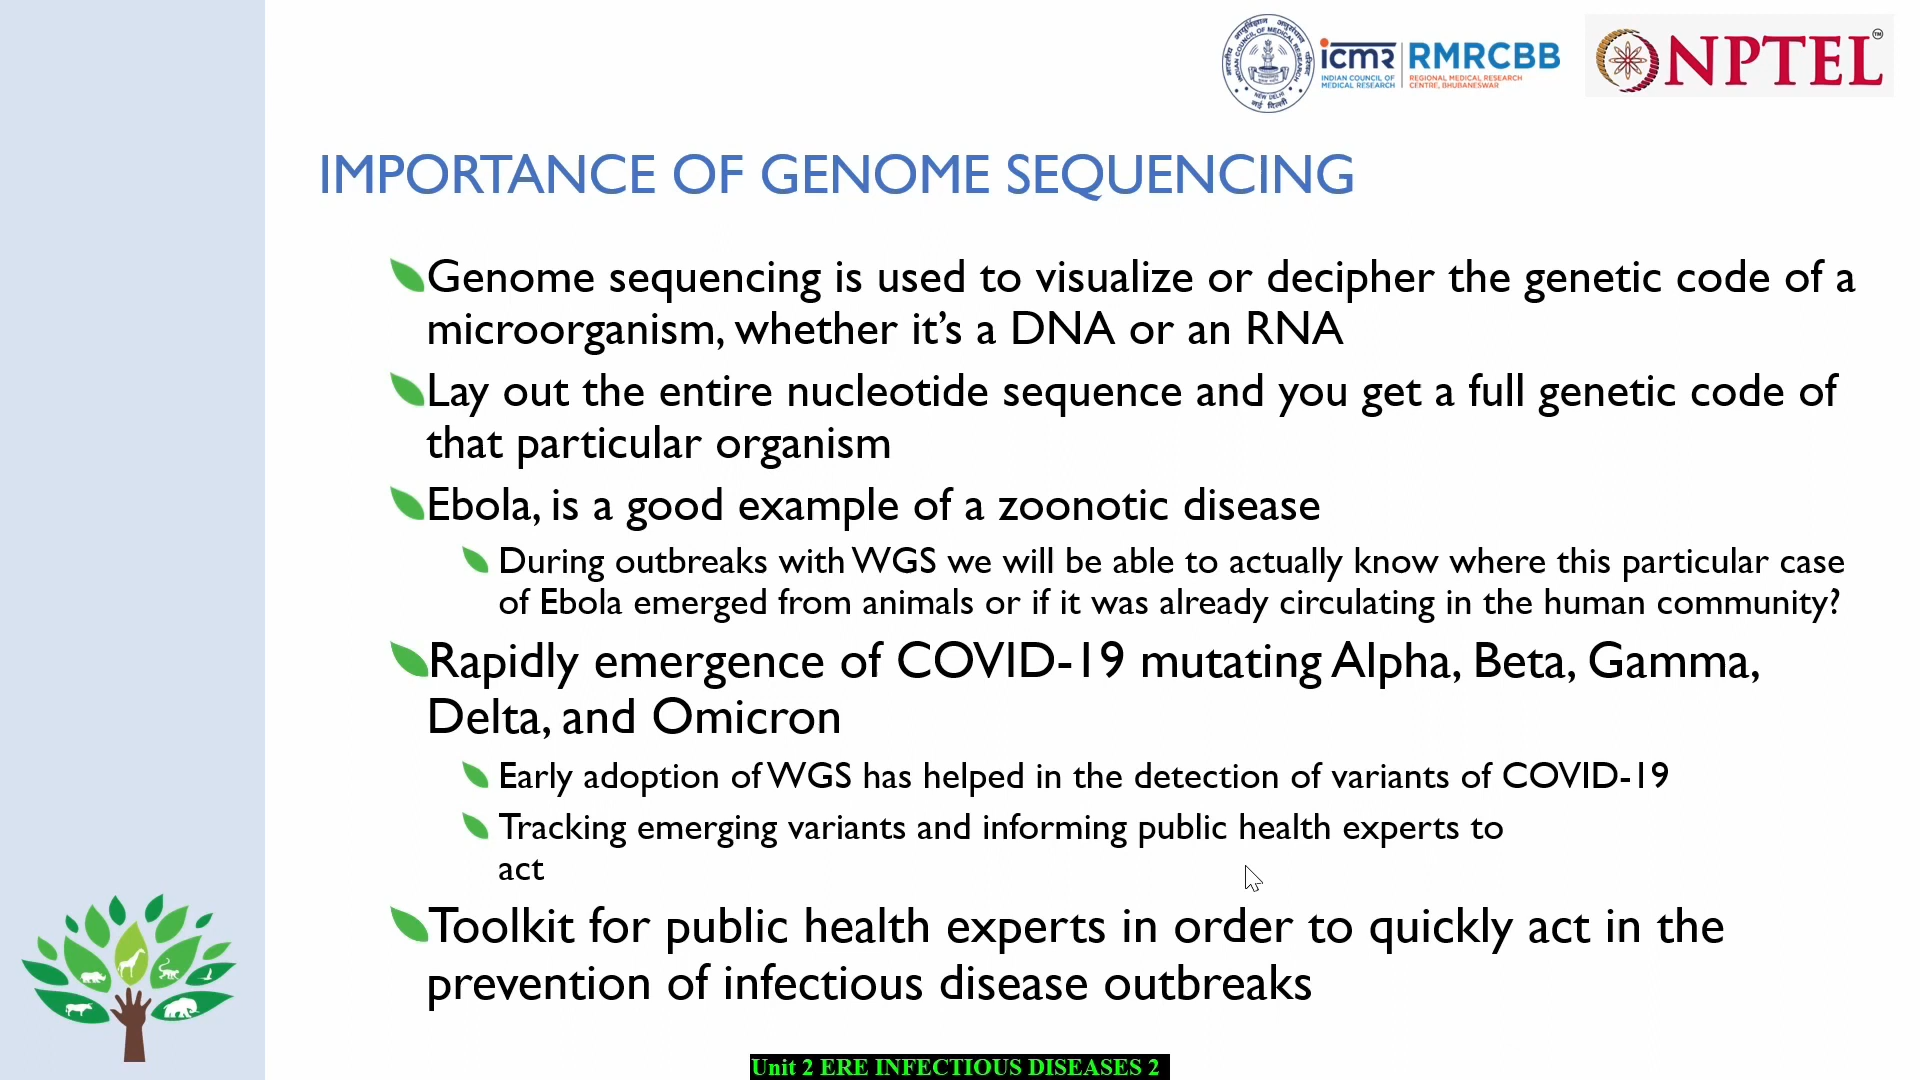 icmr
INDIAN COUNCIL OF
MEDICAL RESEARCH
RMRCBB
REGIONAL MEDICAL RESEARCH
CENTRE, BHUBANESWAR
NPTEL
IMPORTANCE OF GENOME SEQUENCING
Genome sequencing is used to visualize or decipher the genetic code of a
microorganism, whether it’s a DNA or an RNA
Lay out the entire nucleotide sequence and you get a full genetic code of
that particular organism
Ebola, is a good example of a zoonotic disease
During outbreaks with WGS we will be able to actually know where this particular case
of Ebola emerged from animals or if it was already circulating in the human community?
Rapidly emergence of COVID-19 mutating Alpha, Beta, Gamma,
Delta, and Omicron
Early adoption of WGS has helped in the detection of variants of COVID-19
Tracking emerging variants and informing public health experts to
act
Toolkit for public health experts in order to quickly act in the
prevention of infectious disease outbreaks
Unit 2 ERE INFECTIOUS DISEASES 2